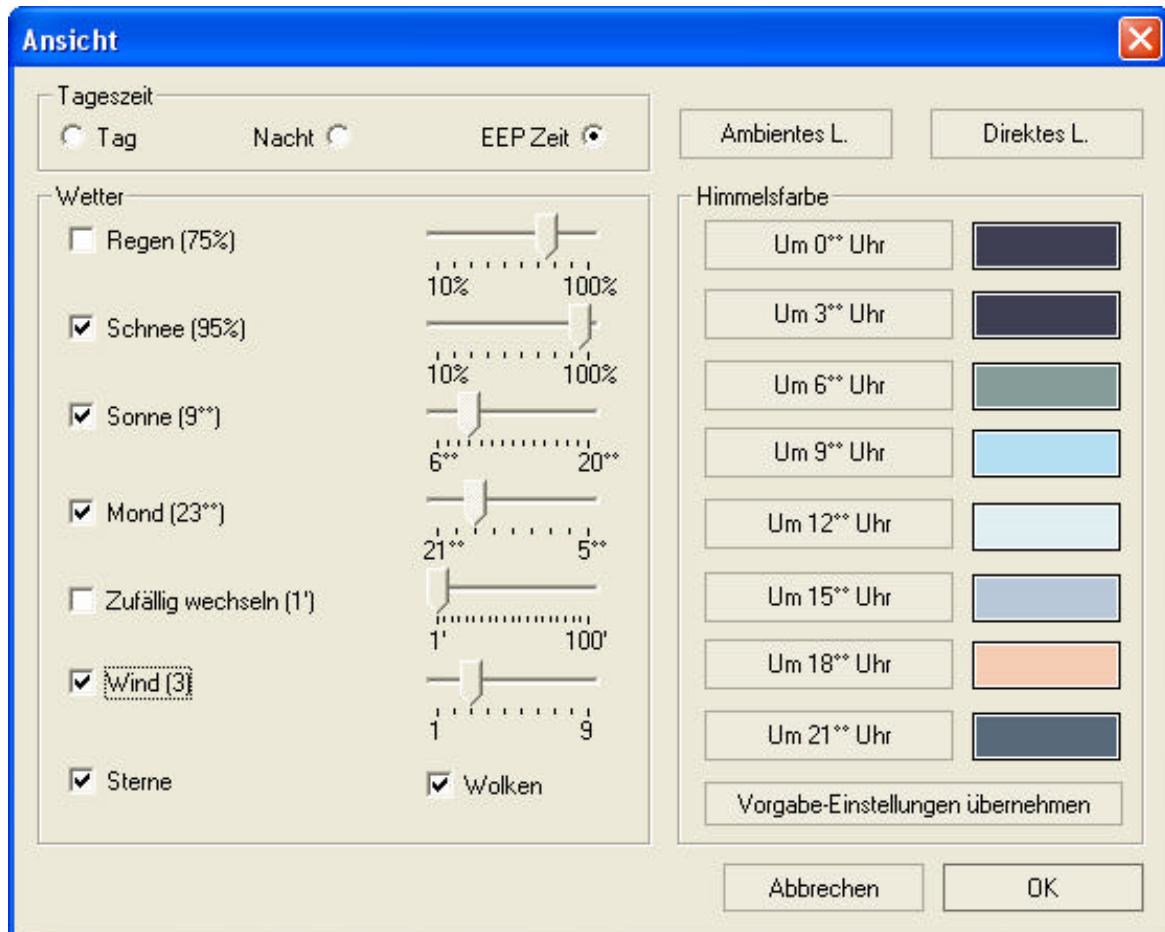 Ansicht
Tageszeit
Tag Nacht EEP Zeit
Ambientes L. Direktes L.
Wetter
Regen (75%)
10% 100%
Schnee (95%)
10% 100%
Sonne (9°°)
6°° 20°°
Mond (23°°)
21°° 5°°
Zufällig wechseln (1')
1' 100'
Wind (3)
1 9
Sterne Wolken
Himmelsfarbe
Um 0°° Uhr
Um 3°° Uhr
Um 6°° Uhr
Um 9°° Uhr
Um 12°° Uhr
Um 15°° Uhr
Um 18°° Uhr
Um 21°° Uhr
Vorgabe-Einstellungen übernehmen
Abbrechen OK